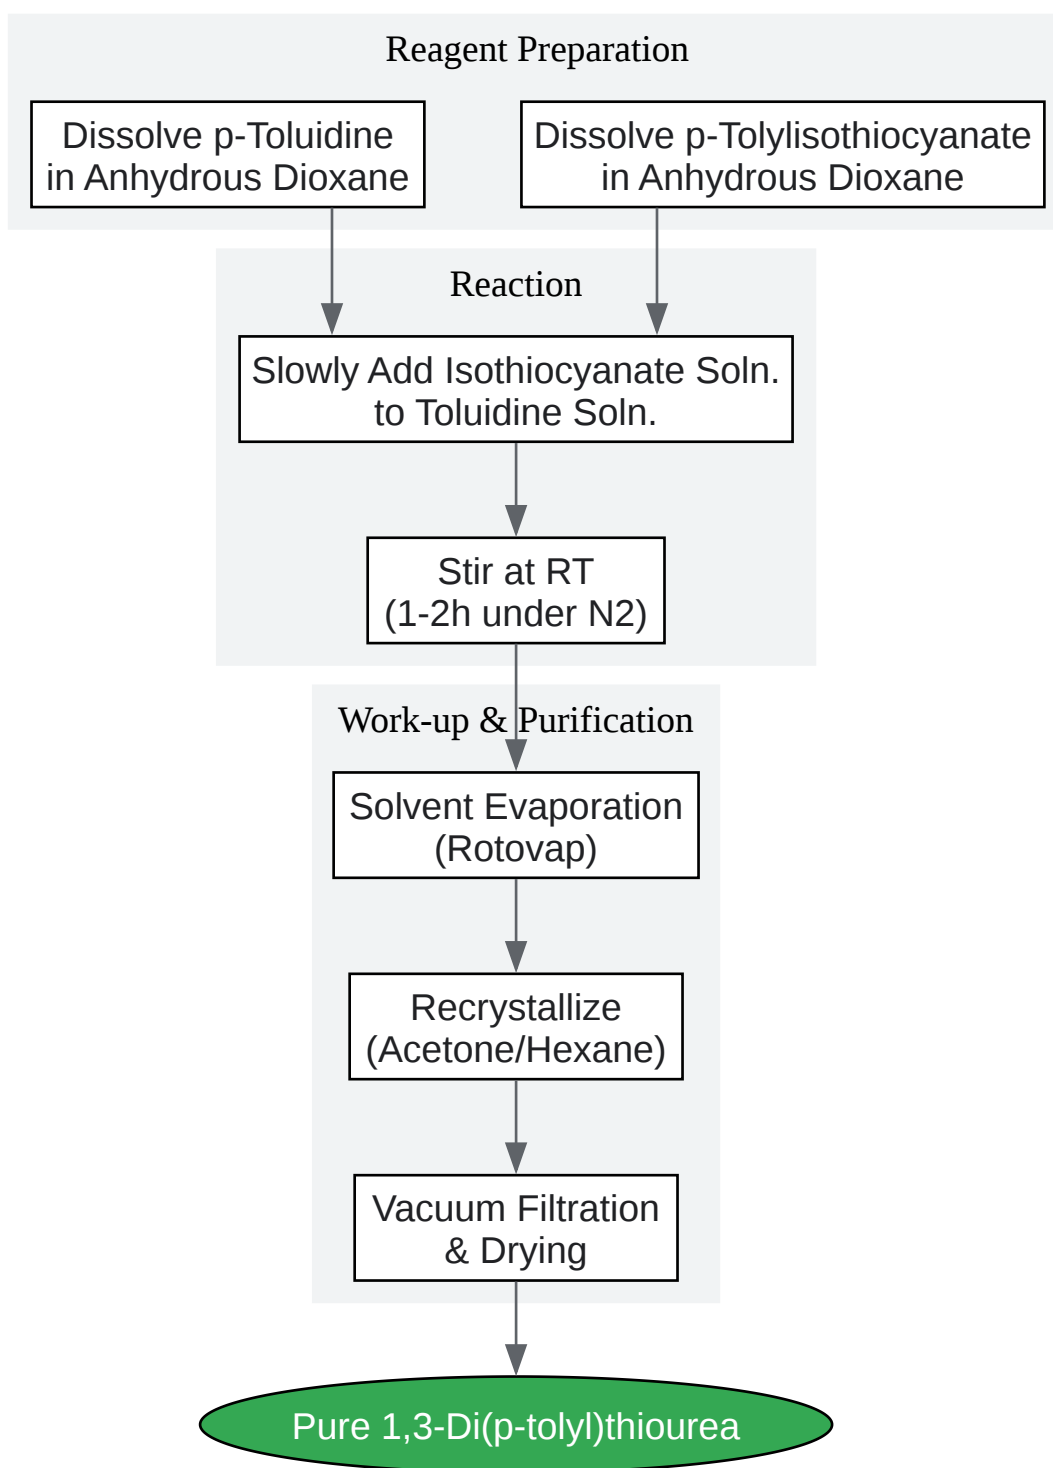 Reagent Preparation
Dissolve p-Toluidine
in Anhydrous Dioxane
Dissolve p-Tolylisothiocyanate
in Anhydrous Dioxane
Reaction
Slowly Add Isothiocyanate Soln.
to Toluidine Soln.
Stir at RT
(1-2h under N2)
Work-up & Purification
Solvent Evaporation
(Rotovap)
Recrystallize
(Acetone/Hexane)
Vacuum Filtration
& Drying
Pure 1,3-Di(p-tolyl)thiourea